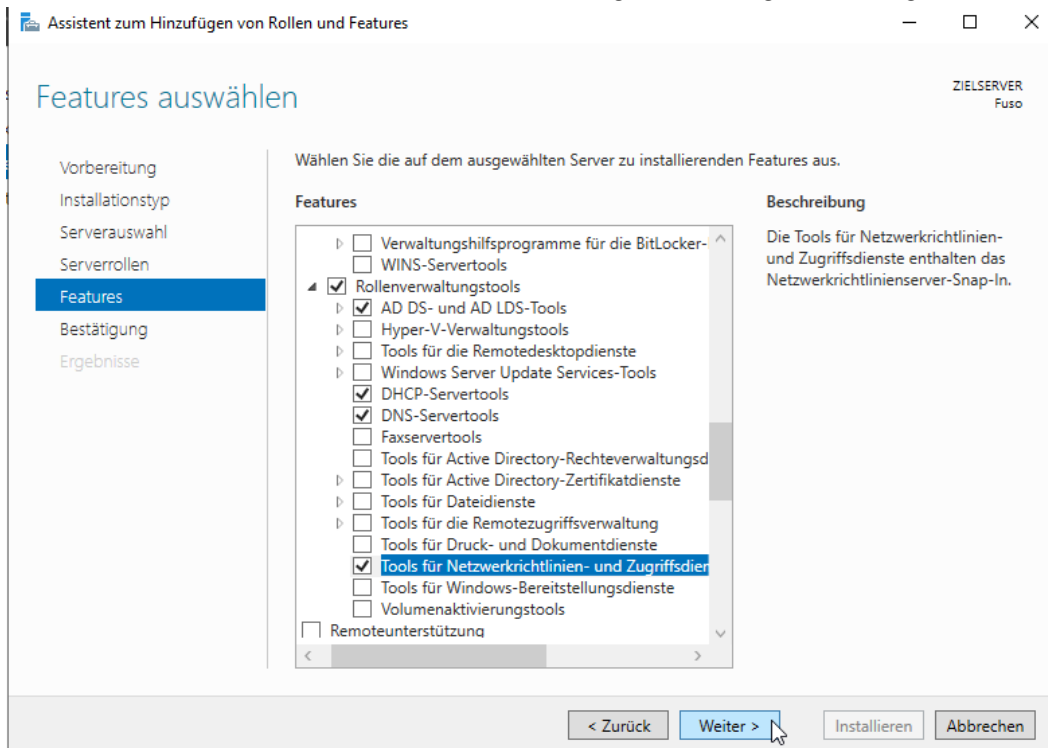 Assistent zum Hinzufügen von Rollen und Features
Features auswählen
ZIELSERVER
Fuso
Vorbereitung
Installationstyp
Serverauswahl
Serverrollen
Features
Bestätigung
Ergebnisse
Wählen Sie die auf dem ausgewählten Server zu installierenden Features aus.
Features
Verwaltungshilfsprogramme für die BitLocker-
WINS-Servertools
Rollenverwaltungstools
AD DS- und AD LDS-Tools
Hyper-V-Verwaltungstools
Tools für die Remotedesktopdienste
Windows Server Update Services-Tools
DHCP-Servertools
DNS-Servertools
Faxservertools
Tools für Active Directory-Rechteverwaltungsd
Tools für Active Directory-Zertifikatdienste
Tools für Dateidienste
Tools für die Remotezugriffsverwaltung
Tools für Druck- und Dokumentdienste
Tools für Netzwerkrichtlinien- und Zugriffsdien
Tools für Windows-Bereitstellungsdienste
Volumenaktivierungstools
Remoteunterstützung
Beschreibung
Die Tools für Netzwerkrichtlinien-
und Zugriffsdienste enthalten das
Netzwerkrichtlinienserver-Snap-In.
< Zurück
Weiter >
Installieren
Abbrechen